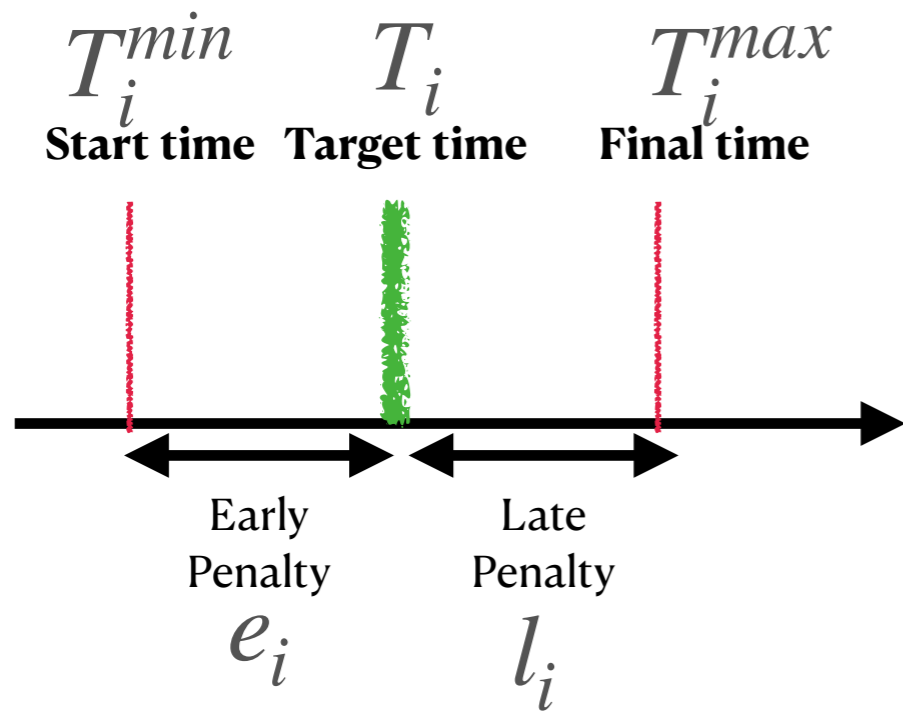 T_i^{min} T_i T_i^{max}
Start time Target time Final time
Early Late
Penalty Penalty
e_i l_i